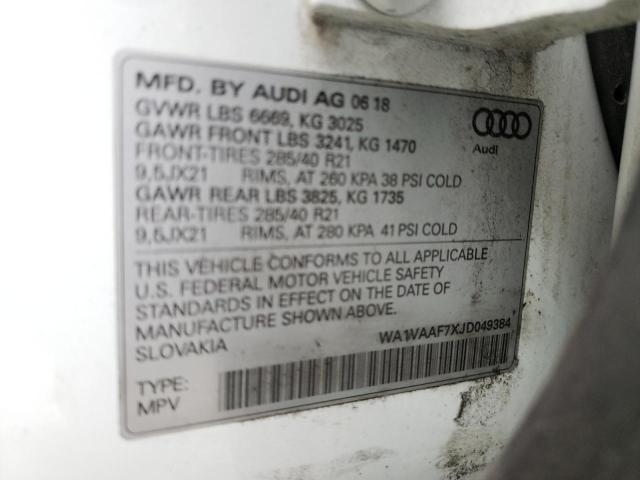 MFD. BY AUDI AG 06 18
GVWR LBS 6669, KG 3025
GAWR FRONT LBS 3241, KG 1470
FRONT-TIRES 285/40 R21
9,5JX21 RIMS, AT 260 KPA 38 PSI COLD
GAWR REAR LBS 3825, KG 1735
REAR-TIRES 285/40 R21
9,5JX21 RIMS, AT 280 KPA 41 PSI COLD
Audi
THIS VEHICLE CONFORMS TO ALL APPLICABLE
U.S. FEDERAL MOTOR VEHICLE SAFETY
STANDARDS IN EFFECT ON THE DATE OF
MANUFACTURE SHOWN ABOVE.
SLOVAKIA WA1VAAF7XJD049384
TYPE:
MPV